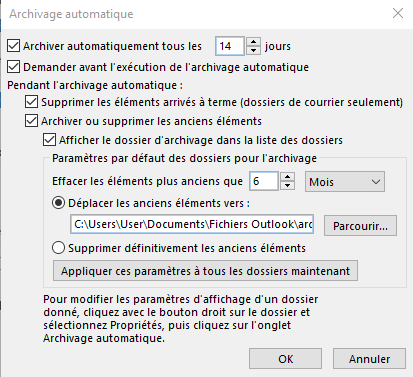 Archivage automatique
Archiver automatiquement tous les 14 jours
Demander avant l'exécution de l'archivage automatique
Pendant l'archivage automatique :
Supprimer les éléments arrivés à terme (dossiers de courrier seulement)
Archiver ou supprimer les anciens éléments
Afficher le dossier d'archivage dans la liste des dossiers
Paramètres par défaut des dossiers pour l'archivage
Effacer les éléments plus anciens que 6 Mois
Déplacer les anciens éléments vers :
C:\Users\User\Documents\Fichiers Outlook\arc Parcourir...
Supprimer définitivement les anciens éléments
Appliquer ces paramètres à tous les dossiers maintenant
Pour modifier les paramètres d'affichage d'un dossier
donné, cliquez avec le bouton droit sur le dossier et
sélectionnez Propriétés, puis cliquez sur l'onglet
Archivage automatique.
OK Annuler